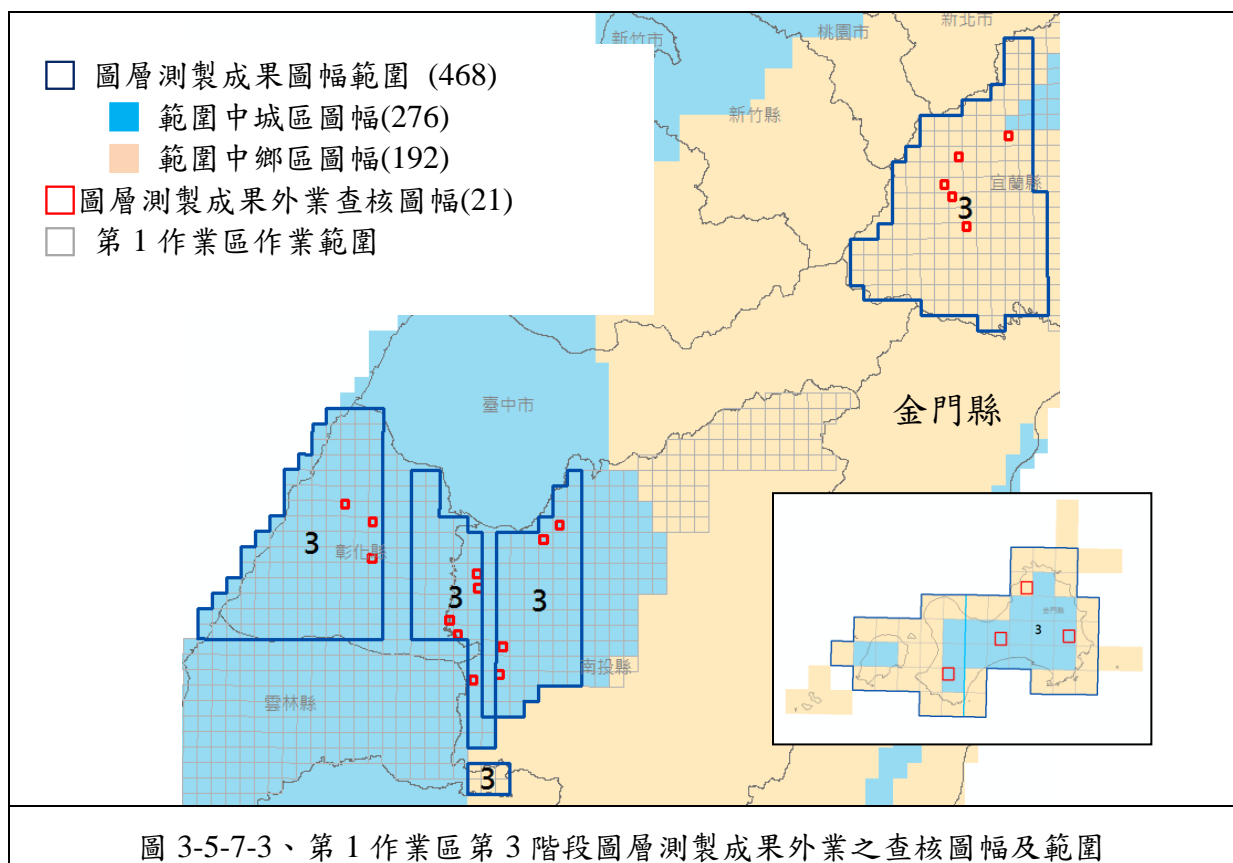 新北市
桃園市
新竹市
圖層測製成果圖幅範圍 (468)
範圍中城區圖幅(276)
新竹縣
範圍中鄉區圖幅(192)
宜蘭縣
圖層測製成果外業查核圖幅(21)
3
第 1 作業區作業範圍
臺中市
金門縣
3
彰化縣
3
3
金門縣
3
南投縣
雲林縣
3
圖 3-5-7-3、第 1 作業區第 3 階段圖層測製成果外業之查核圖幅及範圍